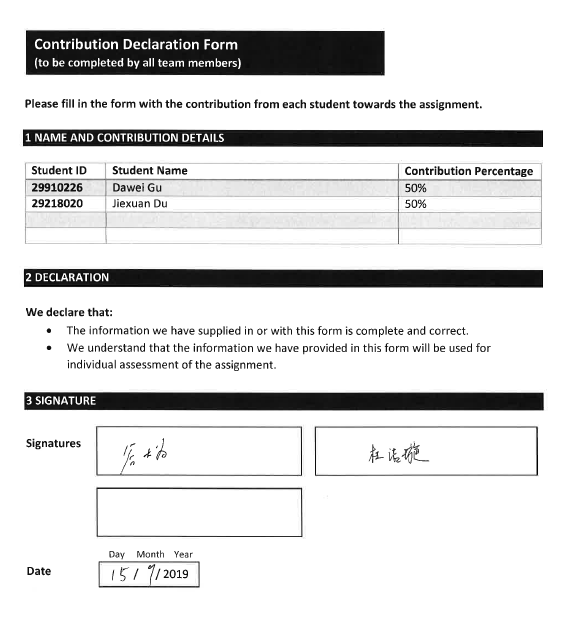 Contribution Declaration Form
(to be completed by all team members)
Please fill in the form with the contribution from each student towards the assignment.
1 NAME AND CONTRIBUTION DETAILS
Student ID Student Name Contribution Percentage
29910226 Dawei Gu 50%
29218020 Jiexuan Du 50%
2 DECLARATION
We declare that:
• The information we have supplied in or with this form is complete and correct.
• We understand that the information we have provided in this form will be used for
individual assessment of the assignment.
3 SIGNATURE
Signatures
杜洁璇
Day Month Year
Date 15/9/2019